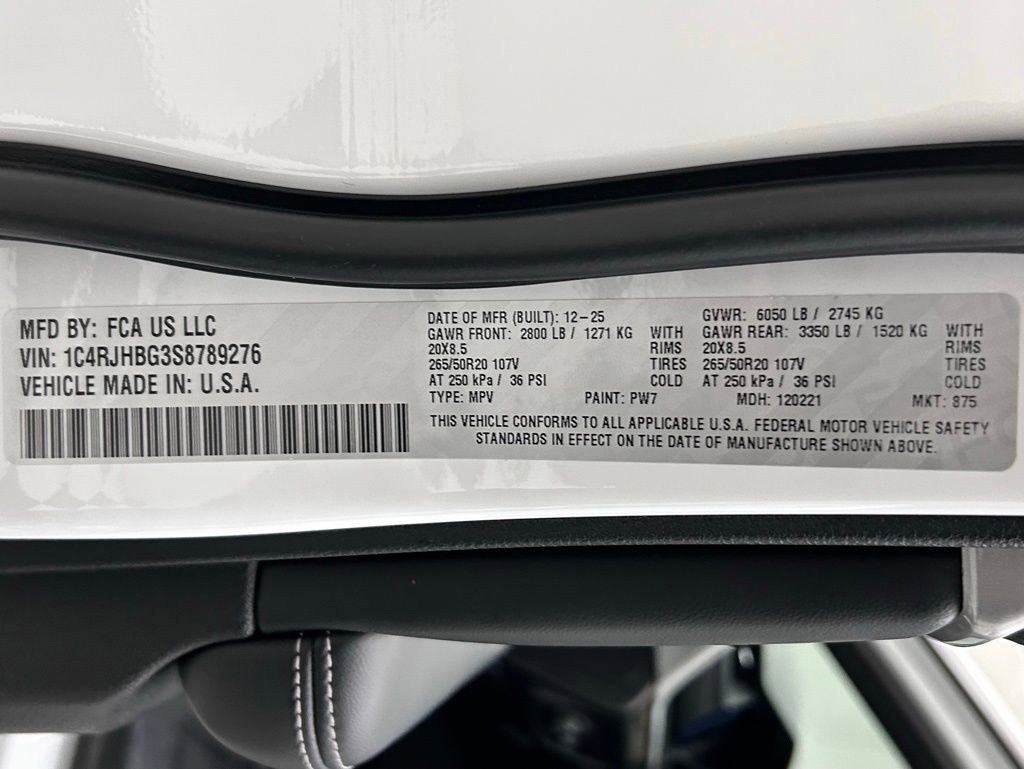 MFD BY: FCA US LLC
VIN: 1C4RJHBG3S8789276
VEHICLE MADE IN: U.S.A.
DATE OF MFR (BUILT): 12-25 GVWR: 6050 LB / 2745 KG
GAWR FRONT: 2800 LB / 1271 KG WITH GAWR REAR: 3350 LB / 1520 KG WITH
20X8.5 RIMS 20X8.5 RIMS
265/50R20 107V TIRES 265/50R20 107V TIRES
AT 250 kPa / 36 PSI COLD AT 250 kPa / 36 PSI COLD
TYPE: MPV PAINT: PW7 MDH: 120221 MKT: 875
THIS VEHICLE CONFORMS TO ALL APPLICABLE U.S.A. FEDERAL MOTOR VEHICLE SAFETY
STANDARDS IN EFFECT ON THE DATE OF MANUFACTURE SHOWN ABOVE.